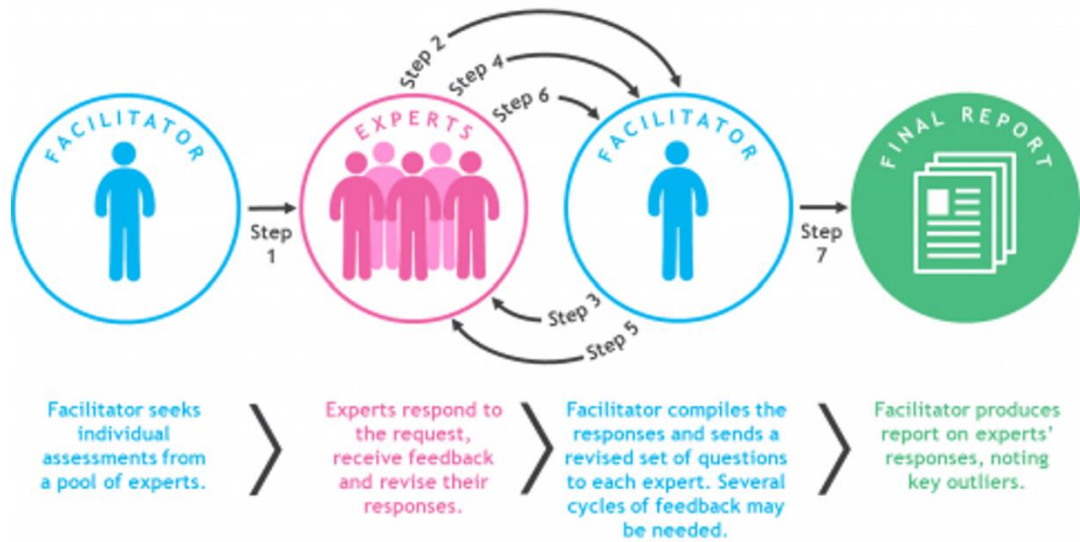 Step 2
Step 4
Step 6
FACILITATOR
EXPERTS
FACILITATOR
FINAL REPORT
Step
1
Step
7
Step 3
Step 5
Facilitator seeks
individual
assessments from
a pool of experts.
Experts respond to
the request,
receive feedback
and revise their
responses.
Facilitator compiles the
responses and sends a
revised set of questions
to each expert. Several
cycles of feedback may
be needed.
Facilitator produces
report on experts'
responses, noting
key outliers.